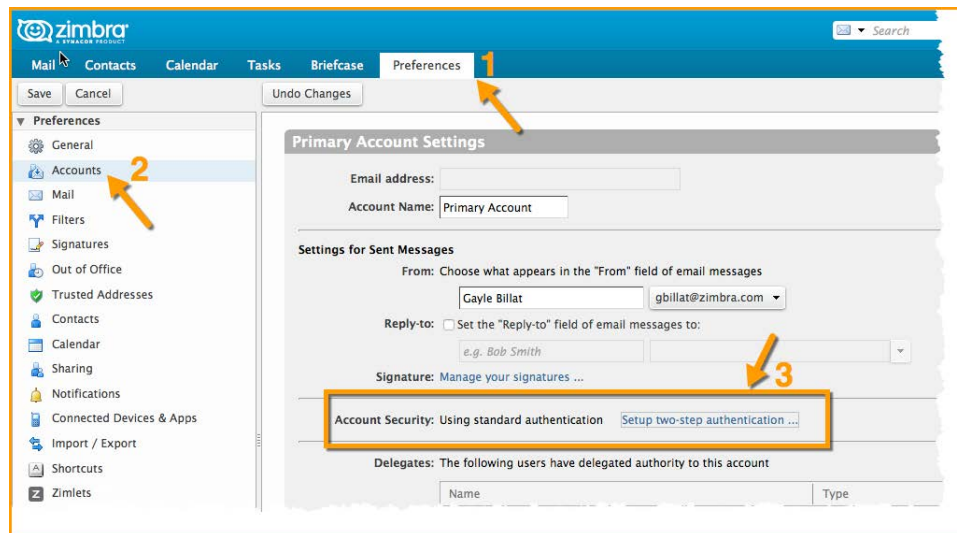 zimbra
A SYNACOR PRODUCT
Search
Mail Contacts Calendar Tasks Briefcase Preferences 1
Save Cancel Undo Changes
Preferences
General
Accounts 2
Mail
Filters
Signatures
Out of Office
Trusted Addresses
Contacts
Calendar
Sharing
Notifications
Connected Devices & Apps
Import / Export
Shortcuts
Zimlets
Primary Account Settings
Email address:
Account Name: Primary Account
Settings for Sent Messages
From: Choose what appears in the "From" field of email messages
Gayle Billat gbillat@zimbra.com
Reply-to: Set the "Reply-to" field of email messages to:
e.g. Bob Smith
Signature: Manage your signatures ...
3
Account Security: Using standard authentication Setup two-step authentication ...
Delegates: The following users have delegated authority to this account
Name Type